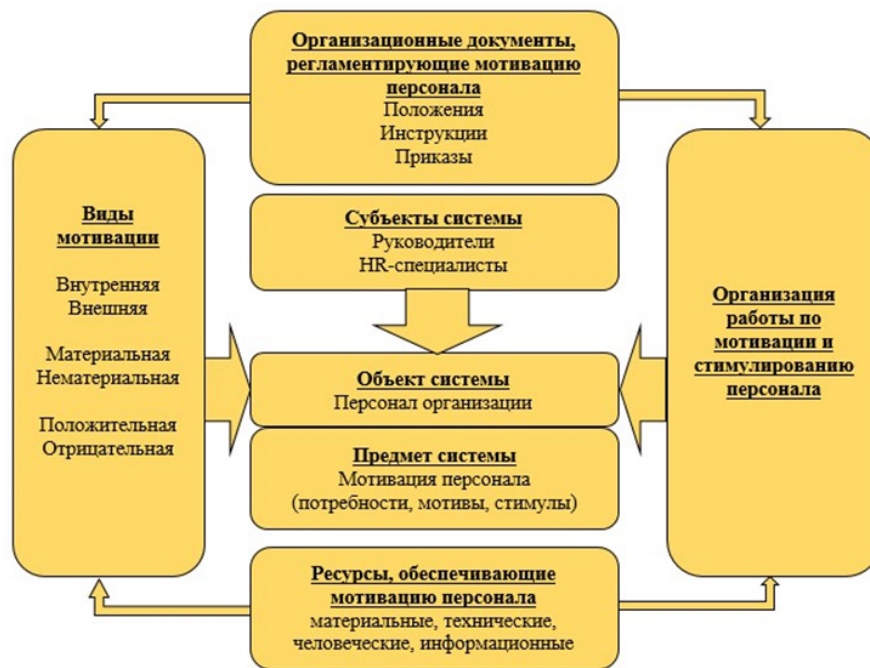 Организационные документы,
регламентирующие мотивацию
персонала
Положения
Инструкции
Приказы
Виды
мотивации
Внутренняя
Внешняя
Материальная
Нематериальная
Положительная
Отрицательная
Субъекты системы
Руководители
HR-специалисты
Объект системы
Персонал организации
Предмет системы
Мотивация персонала
(потребности, мотивы, стимулы)
Организация
работы по
мотивации и
стимулированию
персонала
Ресурсы, обеспечивающие
мотивацию персонала
материальные, технические,
человеческие, информационные